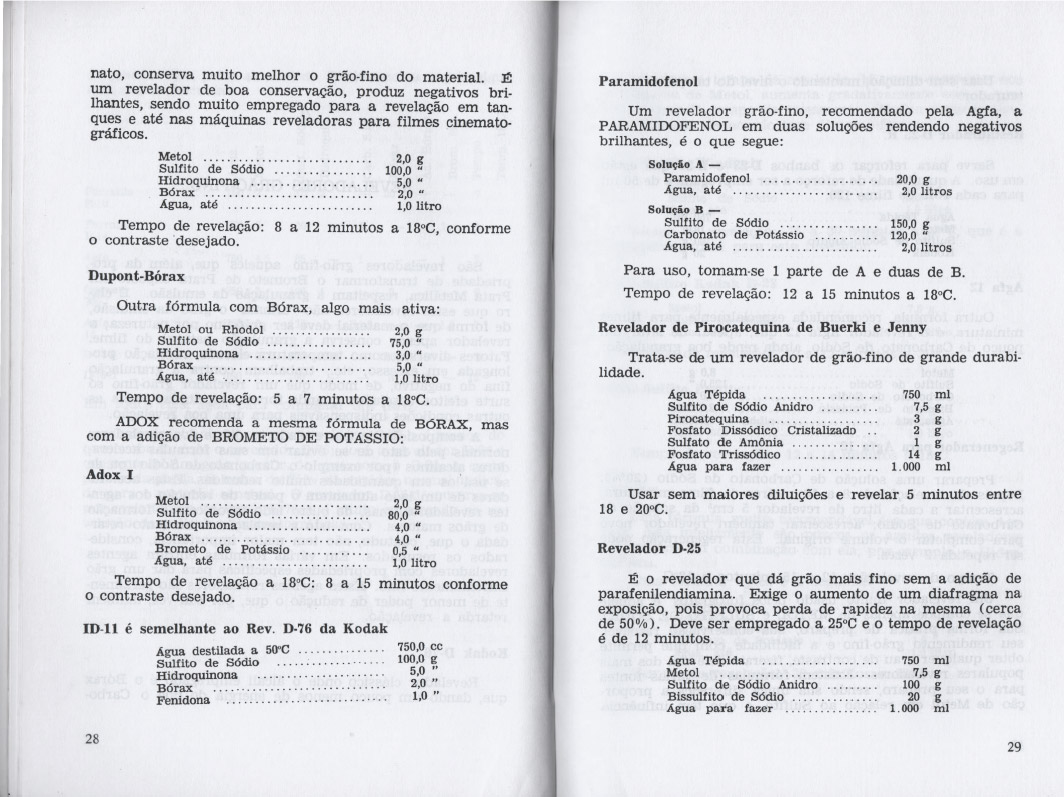 nato, conserva muito melhor o grão-fino do material. É
um revelador de boa conservação, produz negativos bri-
lhantes, sendo muito empregado para a revelação em tan-
ques e até nas máquinas reveladoras para filmes cinemato-
gráficos.
Metol ............................ 2,0 g
Sulfito de Sódio ................ 100,0 "
Hidroquinona .................... 5,0 "
Bórax ............................ 2,0 "
Água, até ........................ 1,0 litro
Tempo de revelação: 8 a 12 minutos a 18ºC, conforme
o contraste desejado.
Dupont-Bórax
Outra fórmula com Bórax, algo mais ativa:
Metol ou Rhodol ................ 2,0 g
Sulfito de Sódio ................ 75,0 "
Hidroquinona .................... 3,0 "
Bórax ............................ 5,0 "
Água, até ........................ 1,0 litro
Tempo de revelação: 5 a 7 minutos a 18ºC.
ADOX recomenda a mesma fórmula de BÓRAX, mas
com a adição de BROMETO DE POTÁSSIO:
Adox I
Metol ............................ 2,0 g
Sulfito de Sódio ................ 80,0 "
Hidroquinona .................... 4,0 "
Bórax ............................ 4,0 "
Brometo de Potássio ............ 0,5 "
Água, até ........................ 1,0 litro
Tempo de revelação a 18ºC: 8 a 15 minutos conforme
o contraste desejado.
ID-11 é semelhante ao Rev. D-76 da Kodak
Água destilada a 50ºC .............. 750,0 cc
Sulfito de Sódio .................. 100,0 g
Hidroquinona ...................... 5,0 "
Bórax .............................. 2,0 "
Fenidona .......................... 1,0 "
28
Paramidofenol
Um revelador grão-fino, recomendado pela Agfa, a
PARAMIDOFENOL em duas soluções rendendo negativos
brilhantes, é o que segue:
Solução A —
Paramidofenol .................... 20,0 g
Água, até ........................ 2,0 litros
Solução B —
Sulfito de Sódio ................ 150,0 g
Carbonato de Potássio .......... 120,0 "
Água, até ........................ 2,0 litros
Para uso, tomam-se 1 parte de A e duas de B.
Tempo de revelação: 12 a 15 minutos a 18ºC.
Revelador de Pirocatequina de Buerki e Jenny
Trata-se de um revelador de grão-fino de grande durabi-
lidade.
Água Tépida .................... 750 ml
Sulfito de Sódio Anidro .......... 7,5 g
Pirocatequina .................. 3 g
Fosfato Dissódico Cristalizado .. 2 g
Sulfato de Amônia .............. 1 g
Fosfato Trissódico .............. 14 g
Água para fazer ................ 1.000 ml
Usar sem maiores diluições e revelar 5 minutos entre
18 e 20ºC.
Revelador D-25
É o revelador que dá grão mais fino sem a adição de
parafenilendiamina. Exige o aumento de um diafragma na
exposição, pois provoca perda de rapidez na mesma (cerca
de 50%). Deve ser empregado a 25ºC e o tempo de revelação
é de 12 minutos.
Água Tépida .................... 750 ml
Metol .......................... 7,5 g
Sulfito de Sódio Anidro .......... 100 g
Bissulfito de Sódio .............. 20 g
Água para fazer ................ 1.000 ml
29